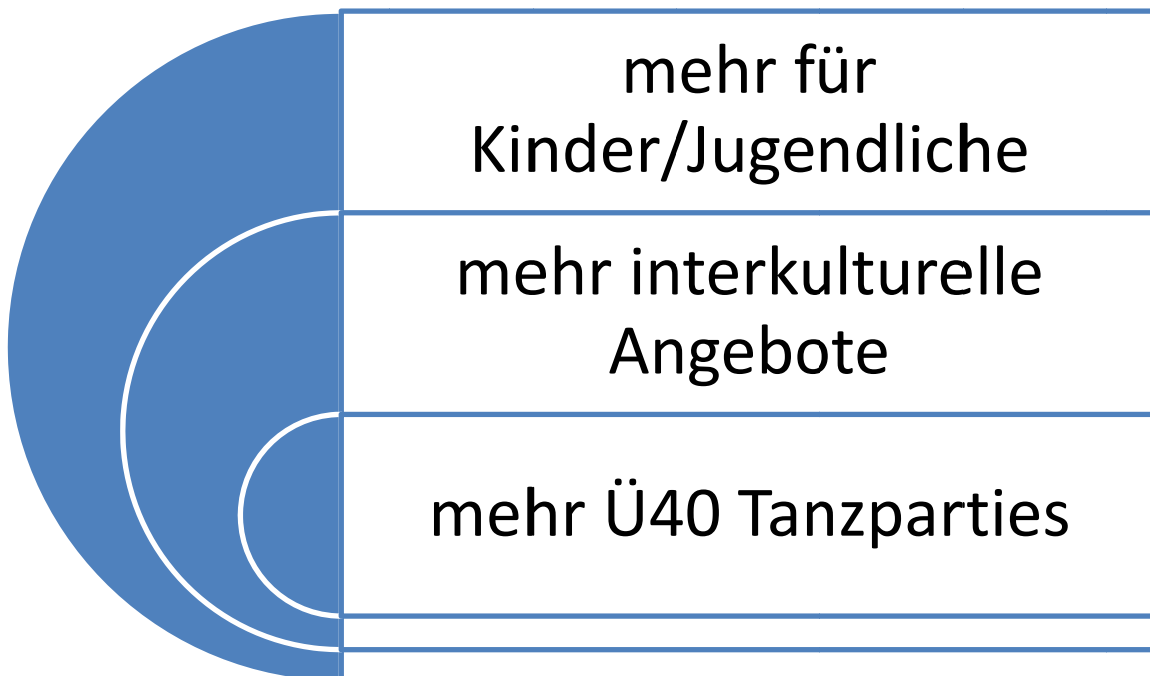 mehr für
Kinder/Jugendliche
mehr interkulturelle
Angebote
mehr Ü40 Tanzparties